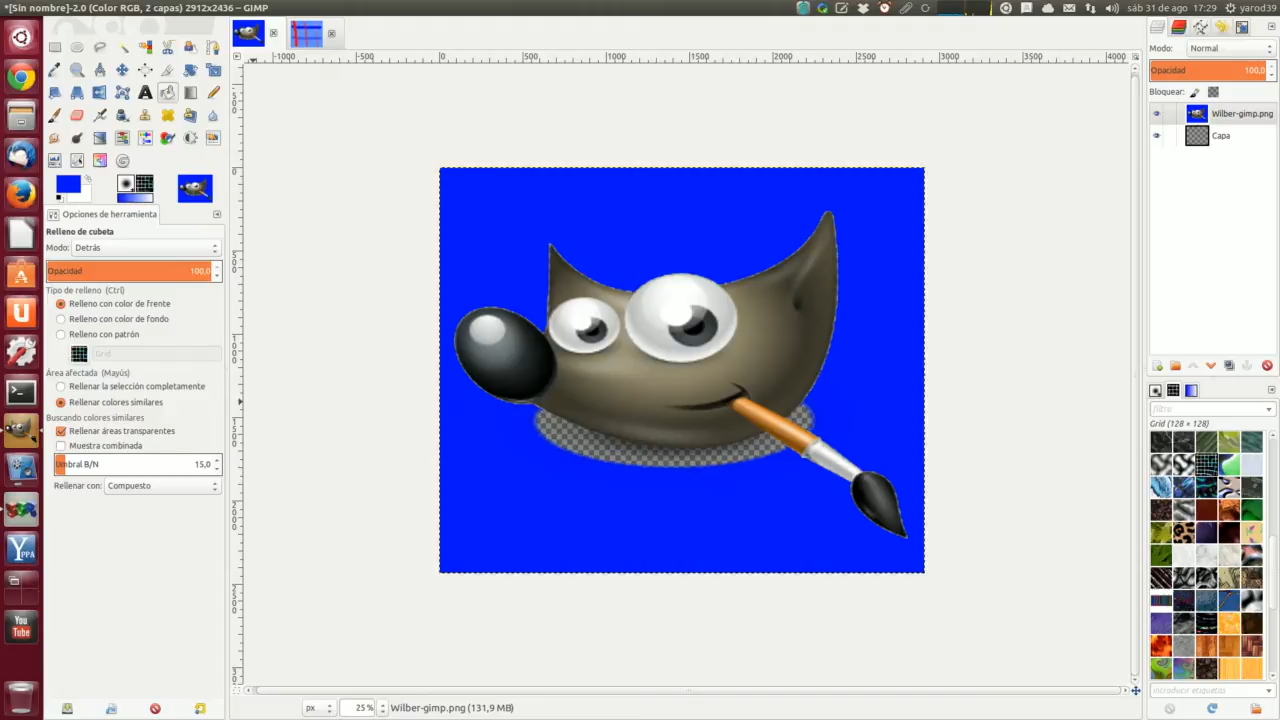 *[Sin nombre]-2.0 (Color RGB, 2 capas) 2912x2436 – GIMP
sáb 31 de ago
17:29
yarod39
-1000
-500
0
500
1000
1500
2000
2500
3000
4000
Modo:
Normal
Opacidad
100,0
Bloquear:
Wilber-gimp.png
Capa
Opciones de herramienta
Relleno de cubeta
Modo:
Detrás
Opacidad
100,0
Tipo de relleno (Ctrl)
Relleno con color de frente
Relleno con color de fondo
Relleno con patrón
Grid
Área afectada (Mayús)
Rellenar la selección completamente
Rellenar colores similares
Buscando colores similares
Rellenar áreas transparentes
Muestra combinada
Umbral B/N
15,0
Rellenar con:
Compuesto
filtro
Grid (128 × 128)
YPPA
You
Tube
introducir etiquetas
px
25 %
Wilber-gimp.png (131,9 MB)